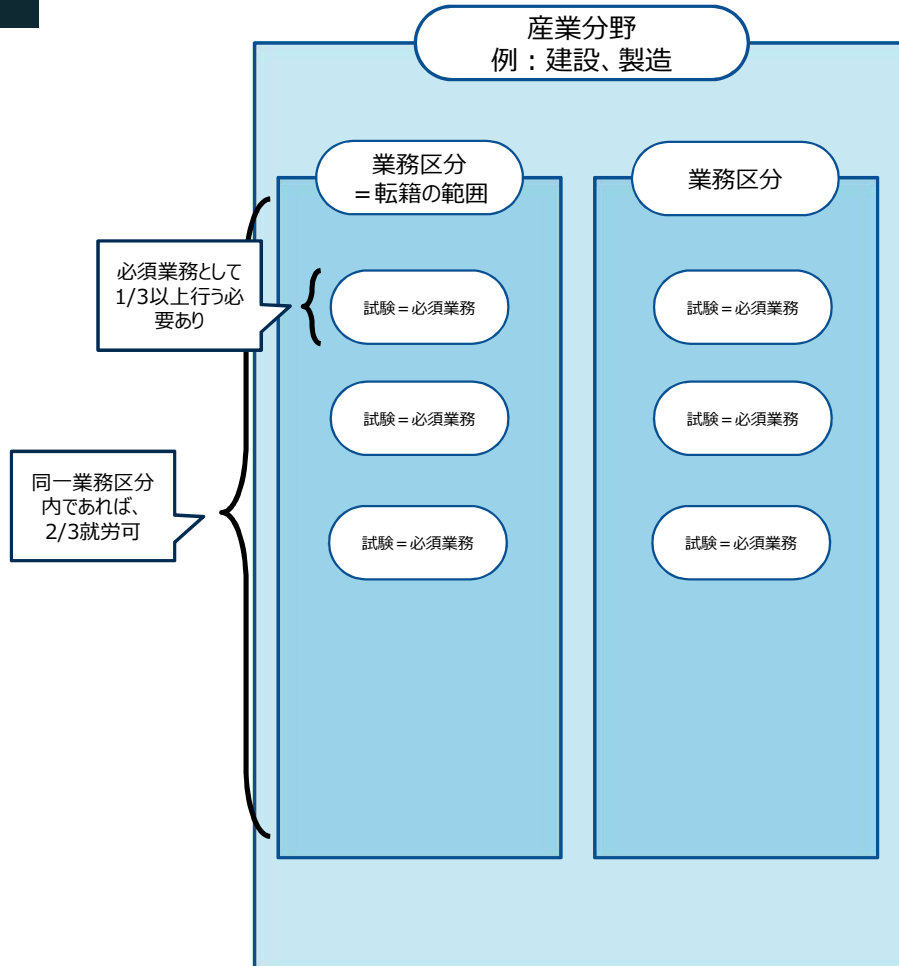 産業分野
例：建設、製造
業務区分
＝転籍の範囲
業務区分
必須業務として
1/3以上行う必
要あり
試験＝必須業務
試験＝必須業務
試験＝必須業務
試験＝必須業務
同一業務区分
内であれば、
2/3就労可
試験＝必須業務
試験＝必須業務